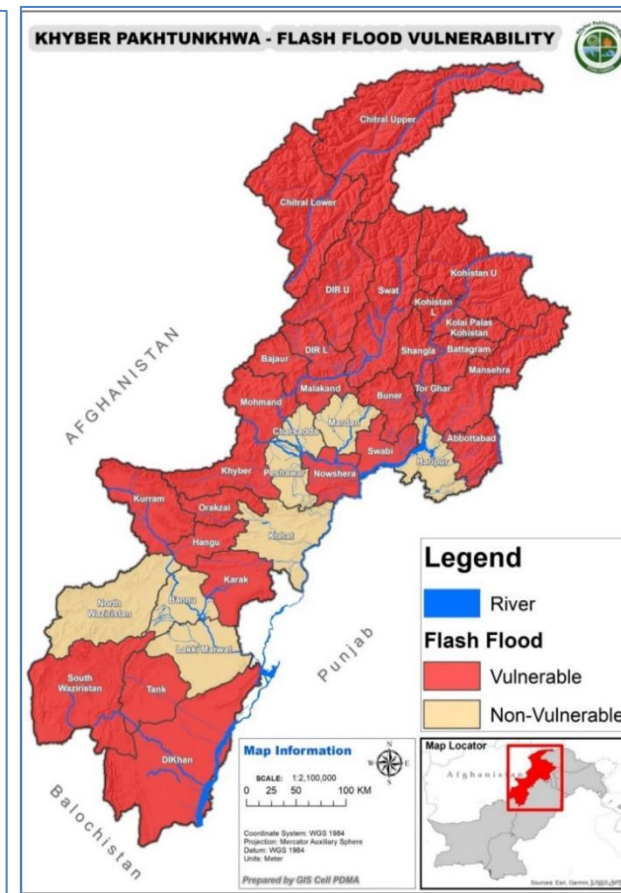 KHYBER PAKHTUNKHWA - FLASH FLOOD VULNERABILITY
Chitral Upper
Chitral Lower
Kohistan U
DIR U
Swat
Kohistan
L
Kolai Palas
Kohistan
DIR L
Shangla
Battagram
Bajaur
Mansehra
Malakand
Tor Ghar
Mohmand
Buner
Mardan
Charsadda
Abbottabad
Swabi
Haripur
Khyber
Peshawar
Nowshera
Kurram
Orakzai
Kohat
Hangu
Karak
North
Waziristan
Bannu
Lakki Marwat
South
Waziristan
Tank
DIKhan
AFGHANISTAN
Punjab
Balochistan
Legend
River
Flash Flood
Vulnerable
Non-Vulnerable
Map Information
N
W
E
S
SCALE: 1:2,100,000
0 25 50 100 KM
Coordinate System: WGS 1984
Projection: Mercator Auxiliary Sphere
Datum: WGS 1984
Units: Meter
Prepared by GIS Cell PDMA
Map Locator
Afghanistan
Sources: Esri, Garmin,